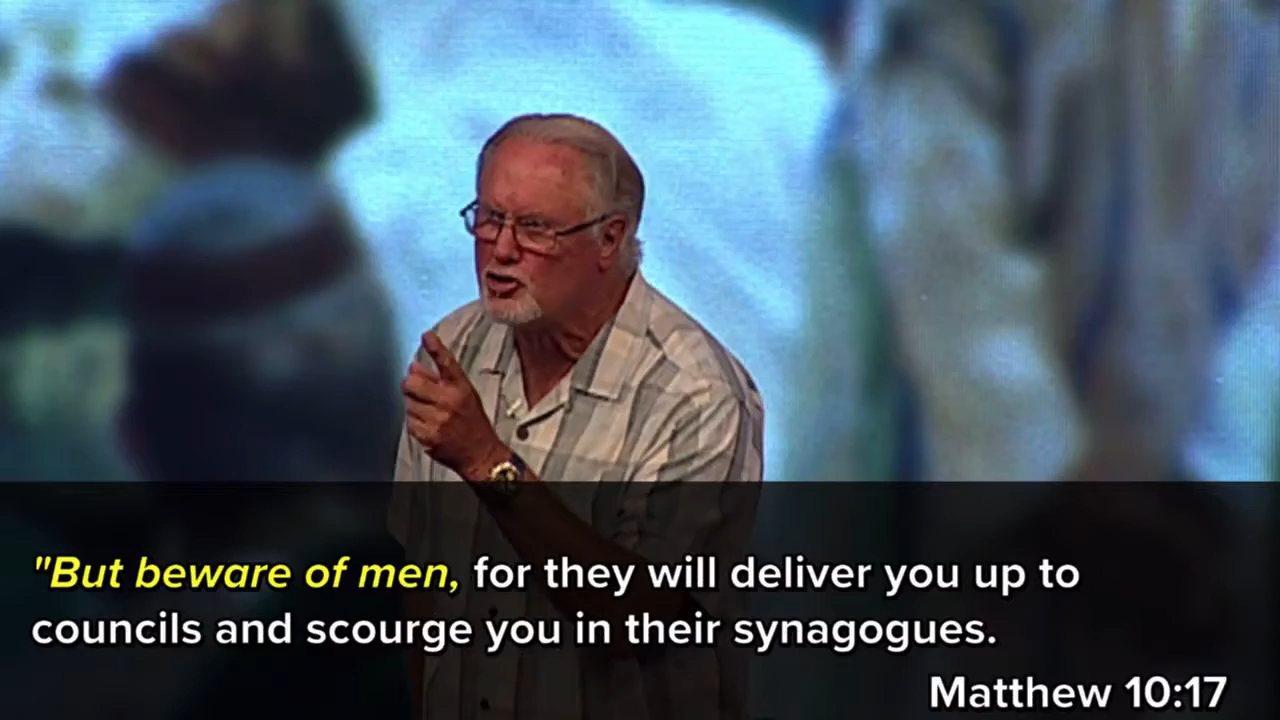 "But beware of men, for they will deliver you up to
councils and scourge you in their synagogues.
Matthew 10:17